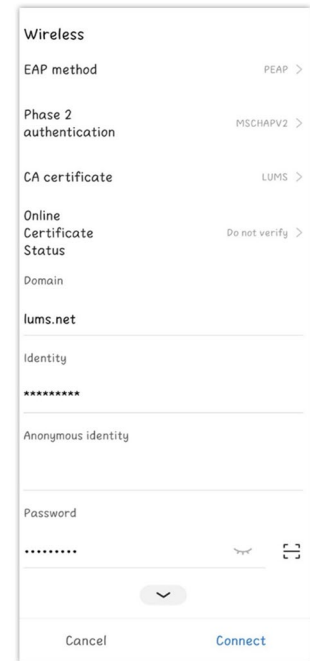 Wireless
EAP method
PEAP >
Phase 2
authentication
MSCHAPV2 >
CA certificate
LUMS >
Online
Certificate
Status
Do not verify >
Domain
lums.net
Identity
*********
Anonymous identity
Password
•••••••••
Cancel
Connect